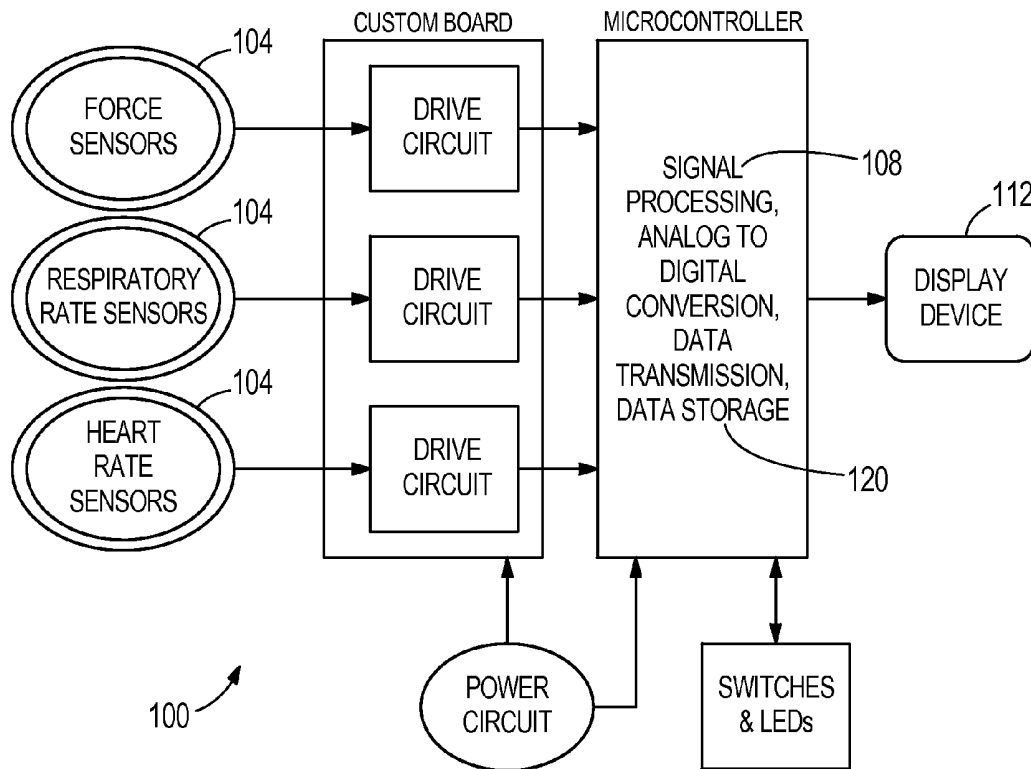 CUSTOM BOARD
MICROCONTROLLER
104
FORCE
SENSORS
DRIVE
CIRCUIT
104
RESPIRATORY
RATE SENSORS
DRIVE
CIRCUIT
104
HEART
RATE
SENSORS
DRIVE
CIRCUIT
SIGNAL
PROCESSING,
ANALOG TO
DIGITAL
CONVERSION,
DATA
TRANSMISSION,
DATA STORAGE
108
120
112
DISPLAY
DEVICE
100
POWER
CIRCUIT
SWITCHES
& LEDs